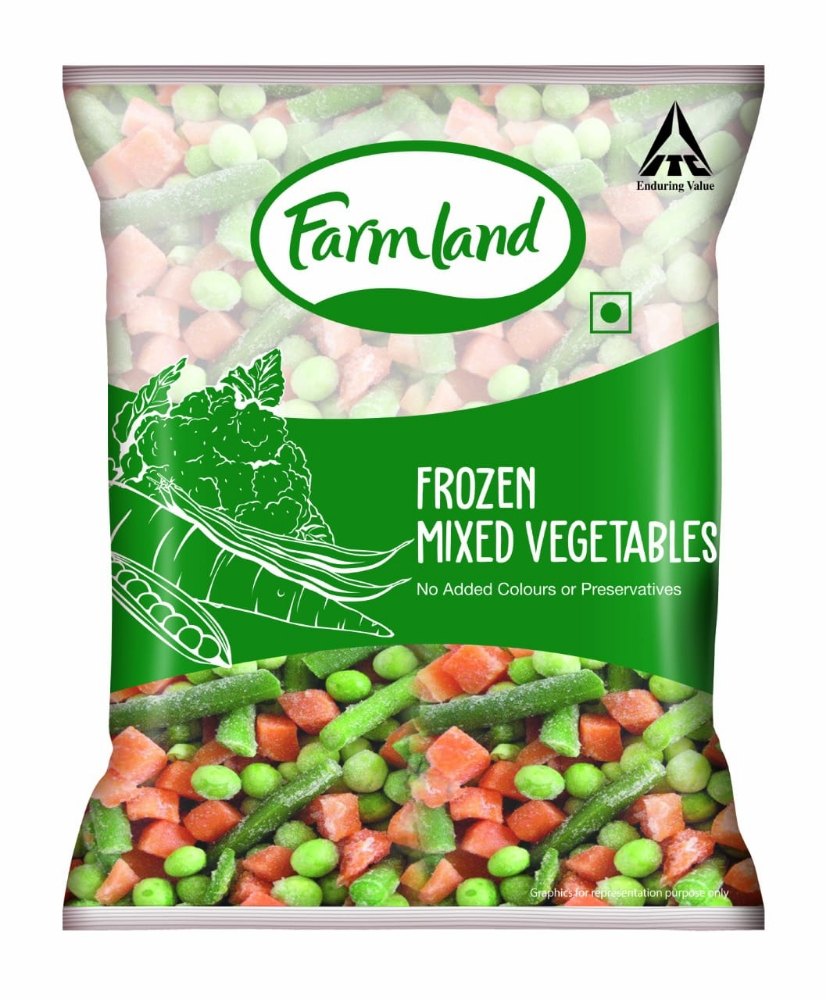 ITC
Enduring Value
Farmland
FROZEN
MIXED VEGETABLES
No Added Colours or Preservatives
Graphics for representation purpose only